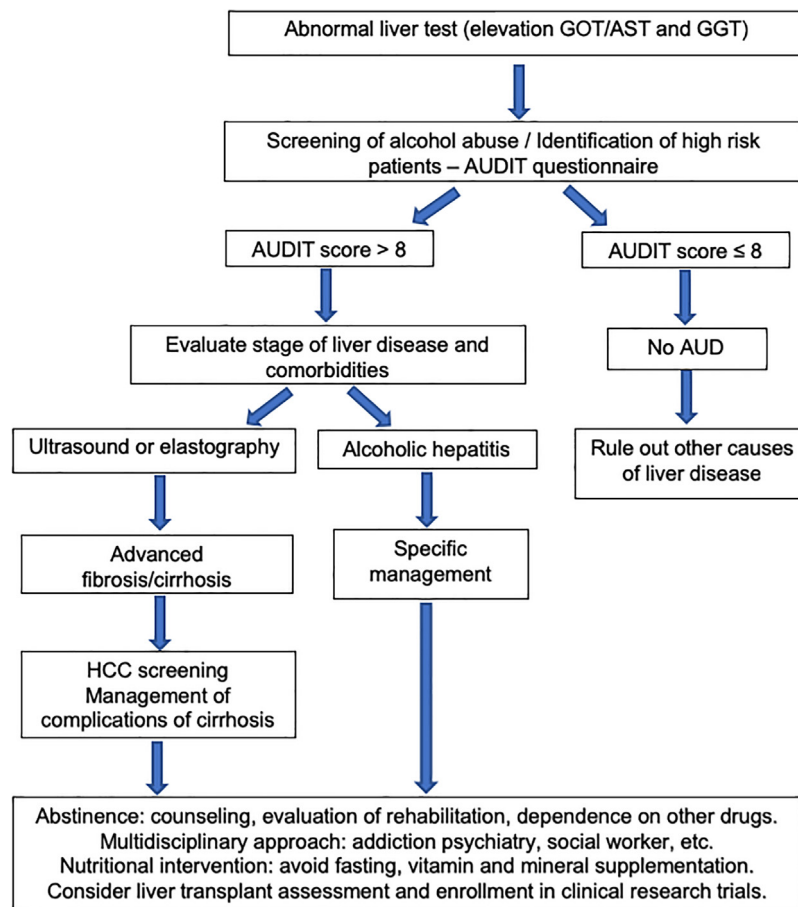 Abnormal liver test (elevation GOT/AST and GGT)
Screening of alcohol abuse / Identification of high risk
patients – AUDIT questionnaire
AUDIT score > 8
AUDIT score ≤ 8
Evaluate stage of liver disease and
comorbidities
No AUD
Ultrasound or elastography
Alcoholic hepatitis
Rule out other causes
of liver disease
Advanced
fibrosis/cirrhosis
Specific
management
HCC screening
Management of
complications of cirrhosis
Abstinence: counseling, evaluation of rehabilitation, dependence on other drugs.
Multidisciplinary approach: addiction psychiatry, social worker, etc.
Nutritional intervention: avoid fasting, vitamin and mineral supplementation.
Consider liver transplant assessment and enrollment in clinical research trials.